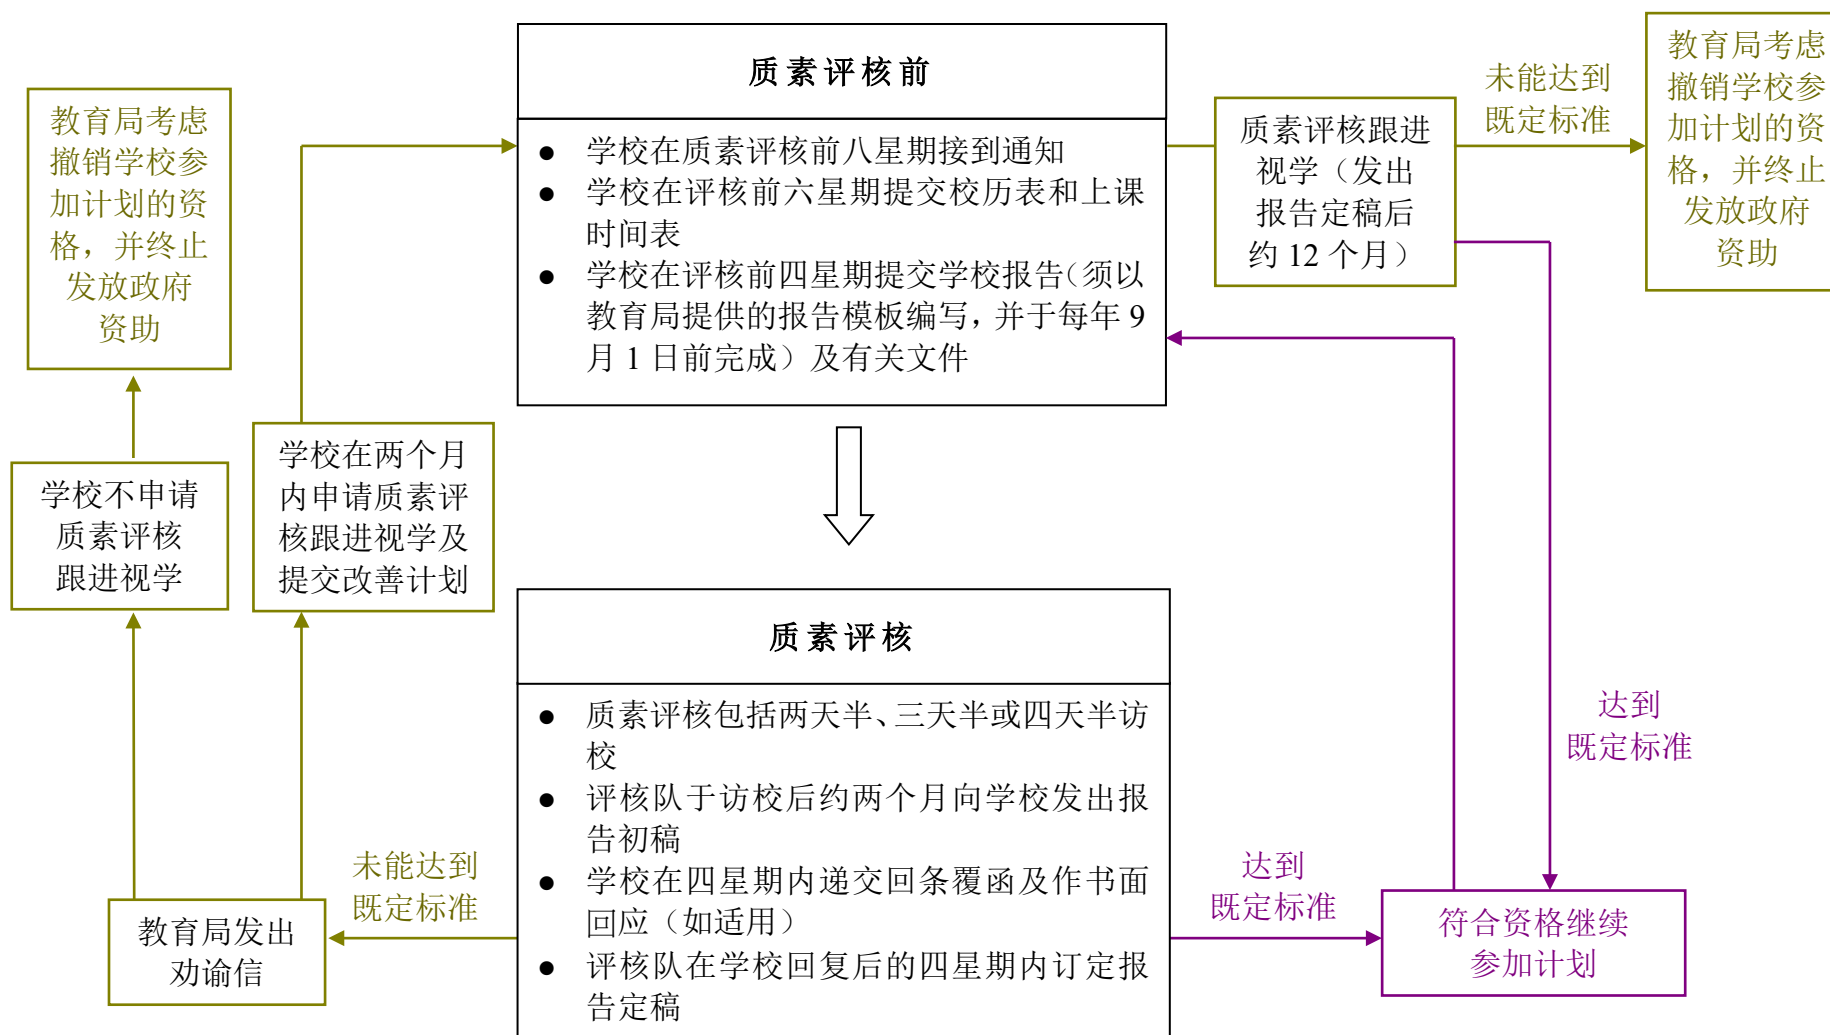 质素评核前
学校在质素评核前八星期接到通知
学校在评核前六星期提交校历表和上课
时间表
学校在评核前四星期提交学校报告（须以
教育局提供的报告模板编写，并于每年 9
月 1 日前完成）及有关文件
质素评核跟进
视学（发出
报告定稿后
约 12 个月）
未能达到
既定标准
教育局考虑
撤销学校参
加计划的资
格，并终止
发放政府
资助
教育局考虑
撤销学校参
加计划的资
格，并终止
发放政府
资助
学校不申请
质素评核
跟进视学
学校在两个月
内申请质素评
核跟进视学及
提交改善计划
质素评核
质素评核包括两天半、三天半或四天半访
校
评核队于访校后约两个月向学校发出报
告初稿
学校在四星期内递交回条覆函及作书面
回应（如适用）
评核队在学校回复后的四星期内订定报
告定稿
未能达到
既定标准
教育局发出
劝谕信
达到
既定标准
达到
既定标准
符合资格继续
参加计划